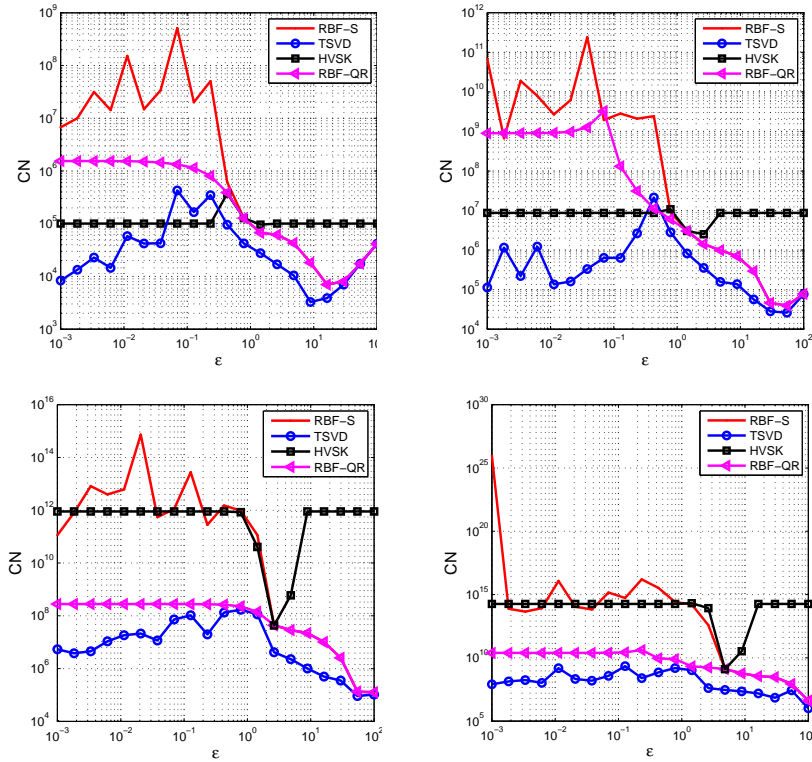 10^9
10^8
10^7
10^6
10^5
10^4
10^3
CN
10^−3
10^−2
10^−1
10^0
10^1
ε
RBF−S
TSVD
HVSK
RBF−QR
10^12
10^11
10^10
10^9
10^8
10^7
10^6
10^5
10^4
CN
10^−3
10^−2
10^−1
10^0
10^1
10^2
ε
RBF−S
TSVD
HVSK
RBF−QR
10^16
10^14
10^12
10^10
10^8
10^6
10^4
CN
10^−3
10^−2
10^−1
10^0
10^1
10^2
ε
RBF−S
TSVD
HVSK
RBF−QR
10^30
10^25
10^20
10^15
10^10
10^5
CN
10^−3
10^−2
10^−1
10^0
10^1
ε
RBF−S
TSVD
HVSK
RBF−QR